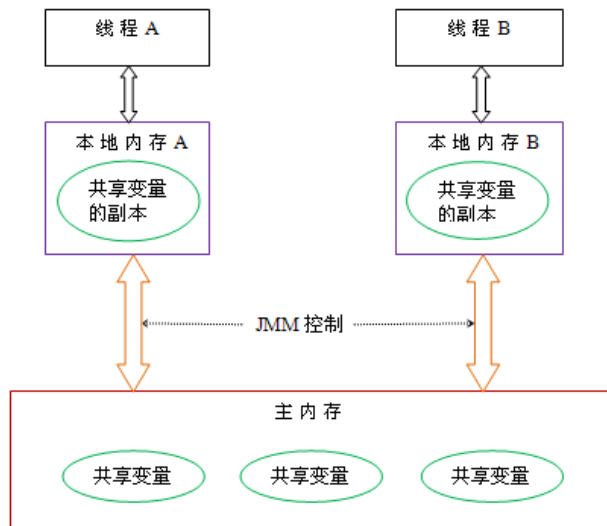 线程 A
线程 B
本地内存 A
本地内存 B
共享变量
的副本
共享变量
的副本
JMM 控制
主内存
共享变量
共享变量
共享变量